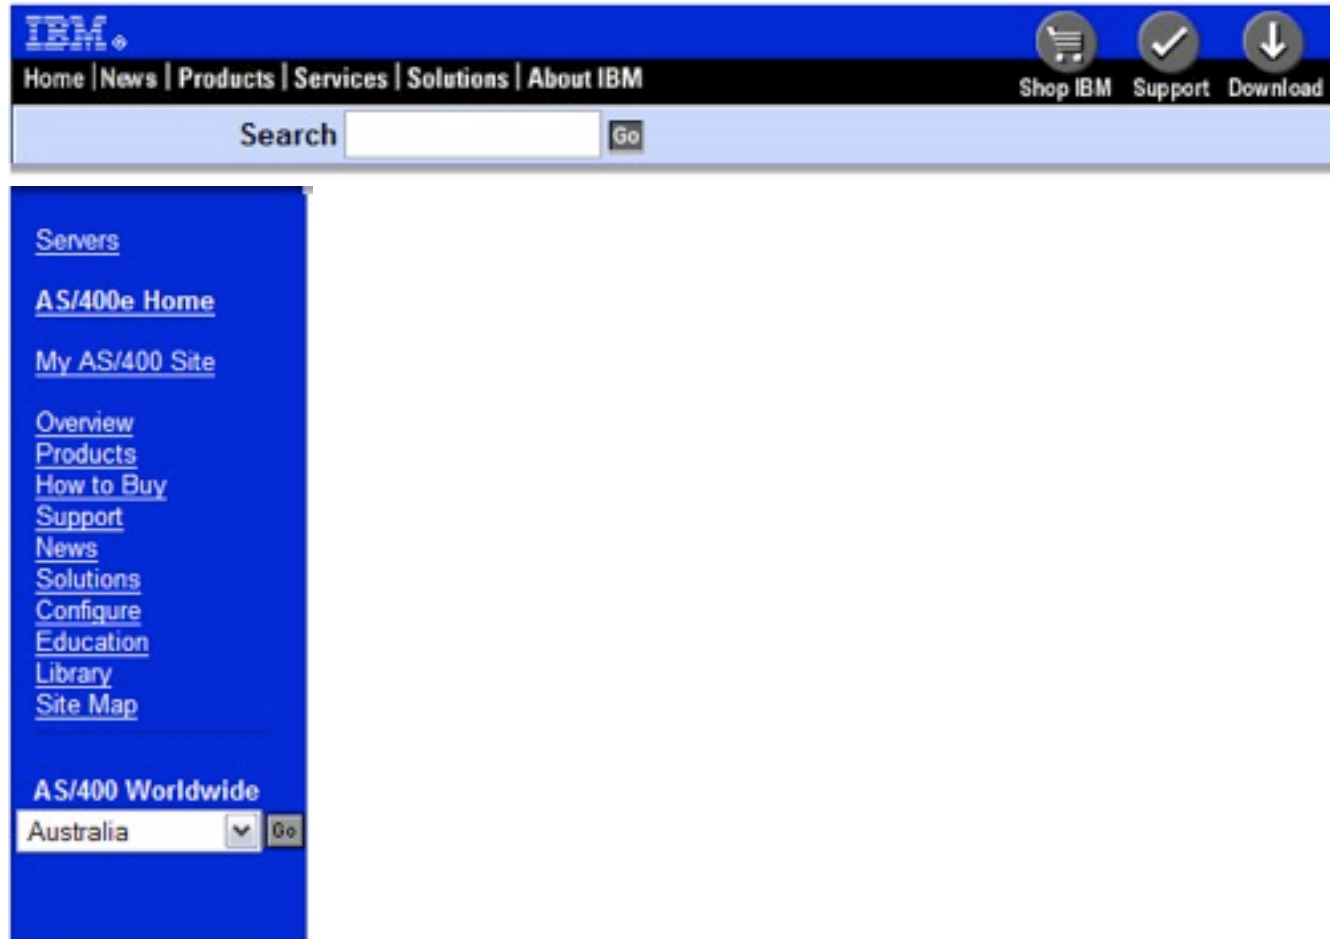 IBM
Home | News | Products | Services | Solutions | About IBM
Shop IBM Support Download
Search Go
Servers
AS/400e Home
My AS/400 Site
Overview
Products
How to Buy
Support
News
Solutions
Configure
Education
Library
Site Map
AS/400 Worldwide
Australia Go